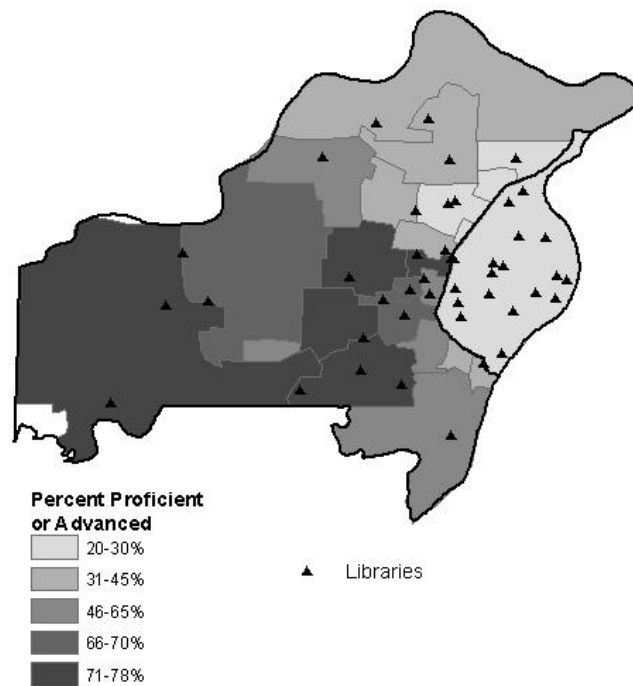 Percent Proficient
or Advanced
20-30%
31-45%
46-65%
66-70%
71-78%
Libraries